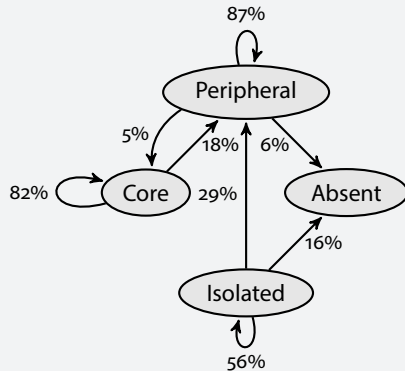 87%
Peripheral
5%
18%
6%
82%
Core
29%
Absent
16%
Isolated
56%